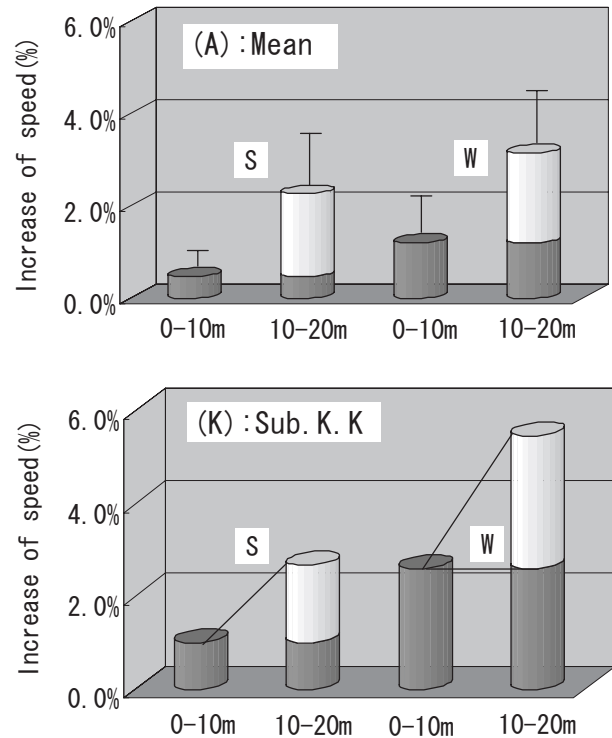 6.0%
(A):Mean
4.0%
S
W
2.0%
0.0%
Increase of speed(%)
0-10m 10-20m 0-10m 10-20m
6.0%
(K):Sub.K.K
4.0%
S
W
2.0%
0.0%
Increase of speed(%)
0-10m 10-20m 0-10m 10-20m